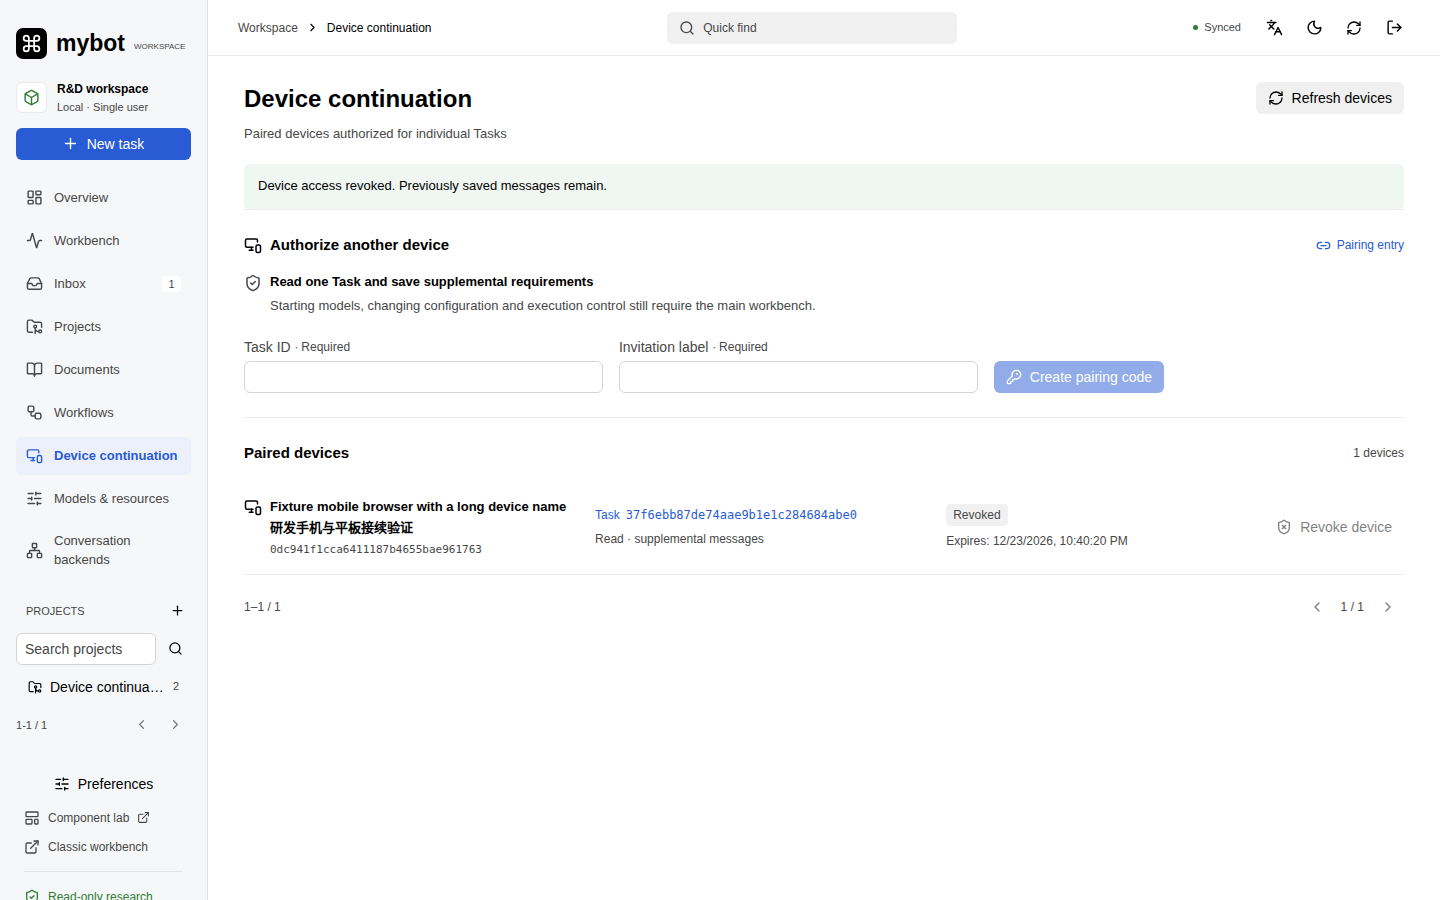 mybot WORKSPACE
R&D workspace
Local · Single user
New task
Overview
Workbench
Inbox 1
Projects
Documents
Workflows
Device continuation
Models & resources
Conversation
backends
PROJECTS
Search projects
Device continua… 2
1-1 / 1
Preferences
Component lab
Classic workbench
Read-only research
Workspace Device continuation
Quick find
Synced
Device continuation
Refresh devices
Paired devices authorized for individual Tasks
Device access revoked. Previously saved messages remain.
Authorize another device
Pairing entry
Read one Task and save supplemental requirements
Starting models, changing configuration and execution control still require the main workbench.
Task ID · Required
Invitation label · Required
Create pairing code
Paired devices
1 devices
Fixture mobile browser with a long device name
研发手机与平板接续验证
0dc941f1cca6411187b4655bae961763
Task 37f6ebb87de74aae9b1e1c284684abe0
Read · supplemental messages
Revoked
Expires: 12/23/2026, 10:40:20 PM
Revoke device
1–1 / 1
1 / 1